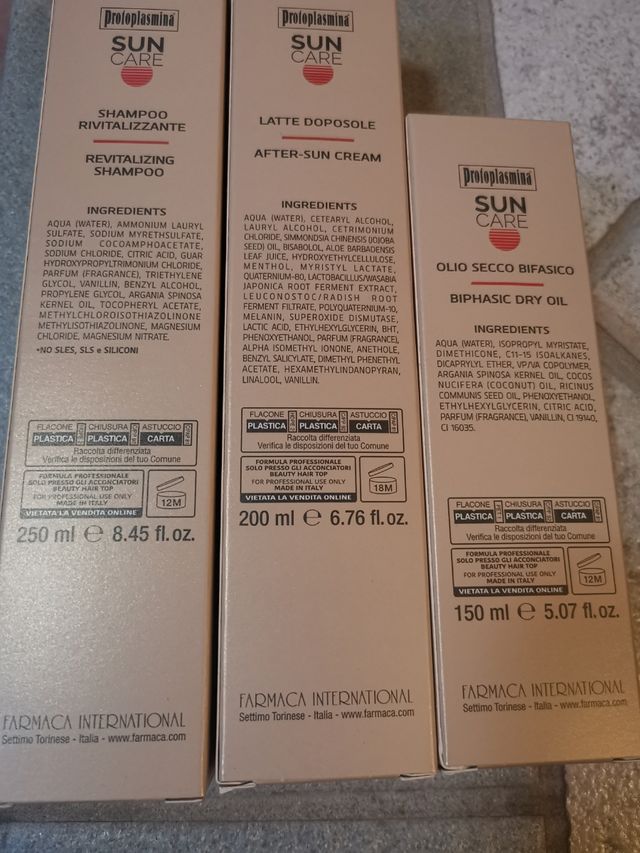 Protoplasmina
SUN
CARE
SHAMPOO
RIVITALIZZANTE
REVITALIZING
SHAMPOO
INGREDIENTS
AQUA (WATER), AMMONIUM LAURYL
SULFATE, SODIUM MYRETHSULFATE,
SODIUM COCOAMPHOACETATE,
SODIUM CHLORIDE, CITRIC ACID, GUAR
HYDROXYPROPYLTRIMONIUM CHLORIDE,
PARFUM (FRAGRANCE), TRIETHYLENE
GLYCOL, VANILLIN, BENZYL ALCOHOL,
PROPYLENE GLYCOL, ARGANIA SPINOSA
KERNEL OIL, TOCOPHERYL ACETATE,
METHYLCHLOROISOTHIAZOLINONE
METHYLISOTHIAZOLINONE, MAGNESIUM
CHLORIDE, MAGNESIUM NITRATE.
•NO SLES, SLS e SILICONI
FLACONE CHIUSURA ASTUCCIO
PLASTICA PLASTICA CARTA
Raccolta differenziata
Verifica le disposizioni del tuo Comune
FORMULA PROFESSIONALE
SOLO PRESSO GLI ACCONCIATORI
BEAUTY HAIR TOP
FOR PROFESSIONAL USE ONLY
MADE IN ITALY
VIETATA LA VENDITA ONLINE
12M
250 ml e 8.45 fl.oz.
FARMACA INTERNATIONAL
Settimo Torinese - Italia - www.farmaca.com
Protoplasmina
SUN
CARE
LATTE DOPOSOLE
AFTER-SUN CREAM
INGREDIENTS
AQUA (WATER), CETEARYL ALCOHOL,
LAURYL ALCOHOL, CETRIMONIUM
CHLORIDE, SIMMONDSIA CHINENSIS (JOJOBA
SEED) OIL, BISABOLOL, ALOE BARBADENSIS
LEAF JUICE, HYDROXYETHYLCELLULOSE,
MENTHOL, MYRISTYL LACTATE,
QUATERNIUM-80, LACTOBACILLUS/WASABIA
JAPONICA ROOT FERMENT EXTRACT,
LEUCONOSTOC/RADISH ROOT
FERMENT FILTRATE, POLYQUATERNIUM-10,
MELANIN, SUPEROXIDE DISMUTASE,
LACTIC ACID, ETHYLHEXYLGLYCERIN, BHT,
PHENOXYETHANOL, PARFUM (FRAGRANCE),
ALPHA ISOMETHYL IONONE, ANETHOLE,
BENZYL SALICYLATE, DIMETHYL PHENETHYL
ACETATE, HEXAMETHYLINDANOPYRAN,
LINALOOL, VANILLIN.
FLACONE CHIUSURA ASTUCCIO
PLASTICA PLASTICA CARTA
Raccolta differenziata
Verifica le disposizioni del tuo Comune
FORMULA PROFESSIONALE
SOLO PRESSO GLI ACCONCIATORI
BEAUTY HAIR TOP
FOR PROFESSIONAL USE ONLY
MADE IN ITALY
VIETATA LA VENDITA ONLINE
18M
200 ml e 6.76 fl.oz.
FARMACA INTERNATIONAL
Settimo Torinese - Italia - www.farmaca.com
Protoplasmina
SUN
CARE
OLIO SECCO BIFASICO
BIPHASIC DRY OIL
INGREDIENTS
AQUA (WATER), ISOPROPYL MYRISTATE,
DIMETHICONE, C11-15 ISOALKANES,
DICAPRYLYL ETHER, VP/VA COPOLYMER,
ARGANIA SPINOSA KERNEL OIL, COCOS
NUCIFERA (COCONUT) OIL, RICINUS
COMMUNIS SEED OIL, PHENOXYETHANOL,
ETHYLHEXYLGLYCERIN, CITRIC ACID,
PARFUM (FRAGRANCE), VANILLIN, CI 19140,
CI 16035.
FLACONE CHIUSURA ASTUCCIO
PLASTICA PLASTICA CARTA
Raccolta differenziata
Verifica le disposizioni del tuo Comune
FORMULA PROFESSIONALE
SOLO PRESSO GLI ACCONCIATORI
BEAUTY HAIR TOP
FOR PROFESSIONAL USE ONLY
MADE IN ITALY
VIETATA LA VENDITA ONLINE
12M
150 ml e 5.07 fl.oz.
FARMACA INTERNATIONAL
Settimo Torinese - Italia - www.farmaca.com